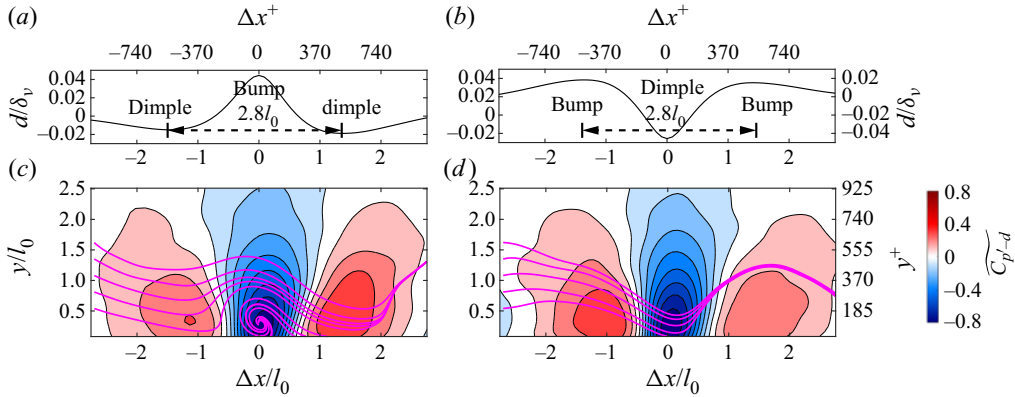 (a) Δx⁺ (b) Δx⁺
−740 −370 0 370 740 −740 −370 0 370 740
0.04 0.02 0 −0.02 d/δᵥ Dimple Bump dimple 2.8l₀
Bump Dimple Bump 2.8l₀ 0.02 0 −0.02 −0.04 d/δᵥ
−2 −1 0 1 2 −2 −1 0 1 2
(c) (d)
2.5 2.0 1.5 1.0 0.5 y/l₀
925 740 555 370 185 y⁺
0.8 0.4 0 −0.4 −0.8 C̃ₚ′₋d
−2 −1 0 1 2 −2 −1 0 1 2
Δx/l₀ Δx/l₀